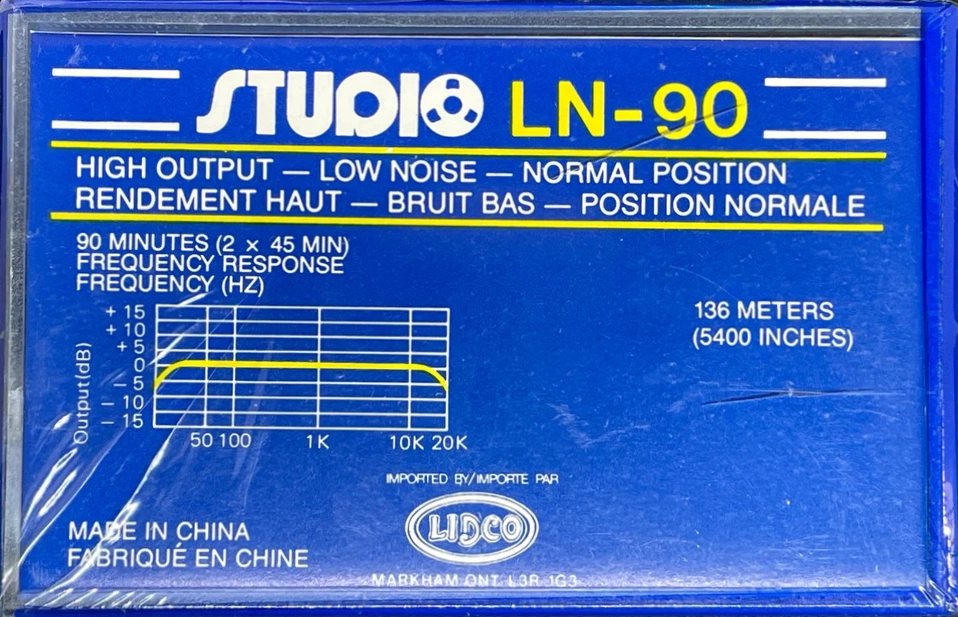 STUDIO LN-90
HIGH OUTPUT — LOW NOISE — NORMAL POSITION
RENDEMENT HAUT — BRUIT BAS — POSITION NORMALE
90 MINUTES (2 x 45 MIN)
FREQUENCY RESPONSE
FREQUENCY (HZ)
+ 15
+ 10
+ 5
0
– 5
– 10
– 15
Output(dB)
50 100 1K 10K 20K
136 METERS
(5400 INCHES)
IMPORTED BY/IMPORTE PAR
LIDCO
MARKHAM ONT. L3R 1G3
MADE IN CHINA
FABRIQUÉ EN CHINE